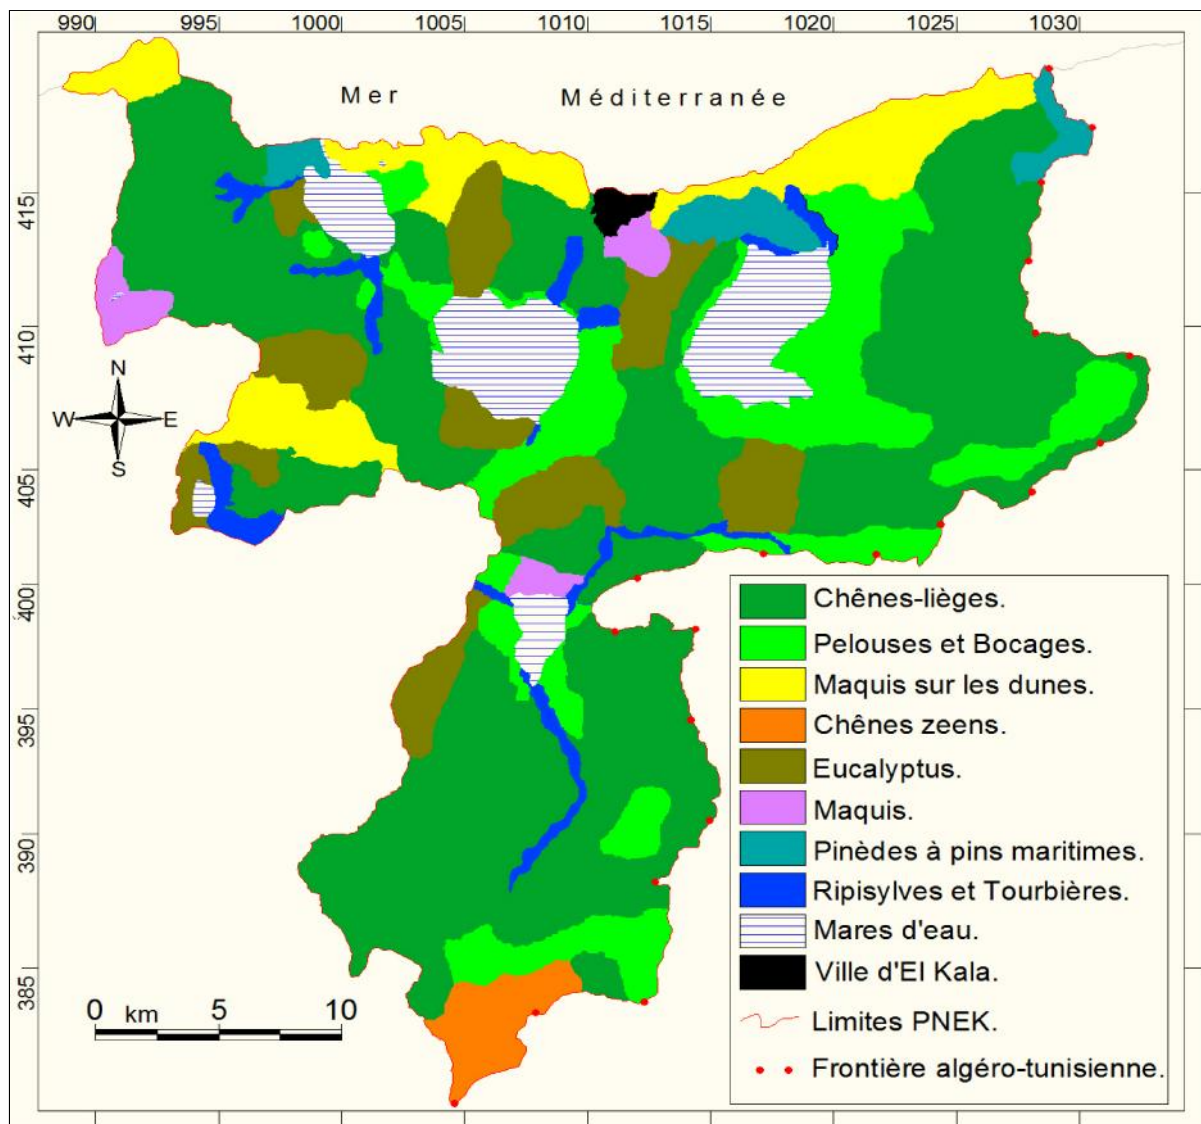 990 995 1000 1005 1010 1015 1020 1025 1030
Mer Méditerranée
415
410
405
400
395
390
385
N
W E
S
Chênes-lièges.
Pelouses et Bocages.
Maquis sur les dunes.
Chênes zeens.
Eucalyptus.
Maquis.
Pinèdes à pins maritimes.
Ripisylves et Tourbières.
Mares d'eau.
Ville d'El Kala.
Limites PNEK.
Frontière algéro-tunisienne.
0 km 5 10